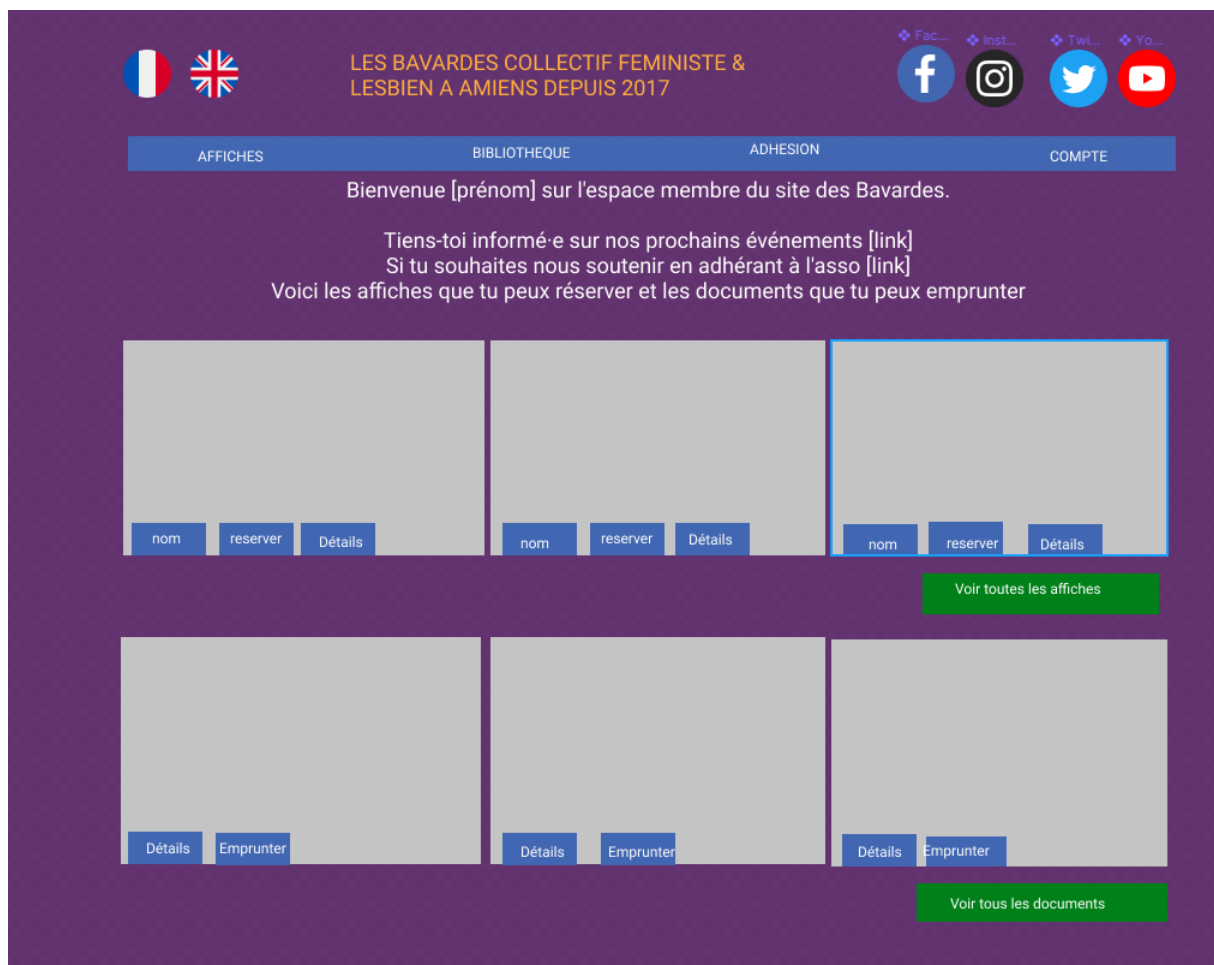 Fac...
Inst...
Twi...
Yo...
LES BAVARDES COLLECTIF FEMINISTE &
LESBIEN A AMIENS DEPUIS 2017
AFFICHES
BIBLIOTHEQUE
ADHESION
COMPTE
Bienvenue [prénom] sur l'espace membre du site des Bavardes.
Tiens-toi informé·e sur nos prochains événements [link]
Si tu souhaites nous soutenir en adhérant à l'asso [link]
Voici les affiches que tu peux réserver et les documents que tu peux emprunter
nom
reserver
Détails
nom
reserver
Détails
nom
reserver
Détails
Voir toutes les affiches
Détails
Emprunter
Détails
Emprunter
Détails
Emprunter
Voir tous les documents